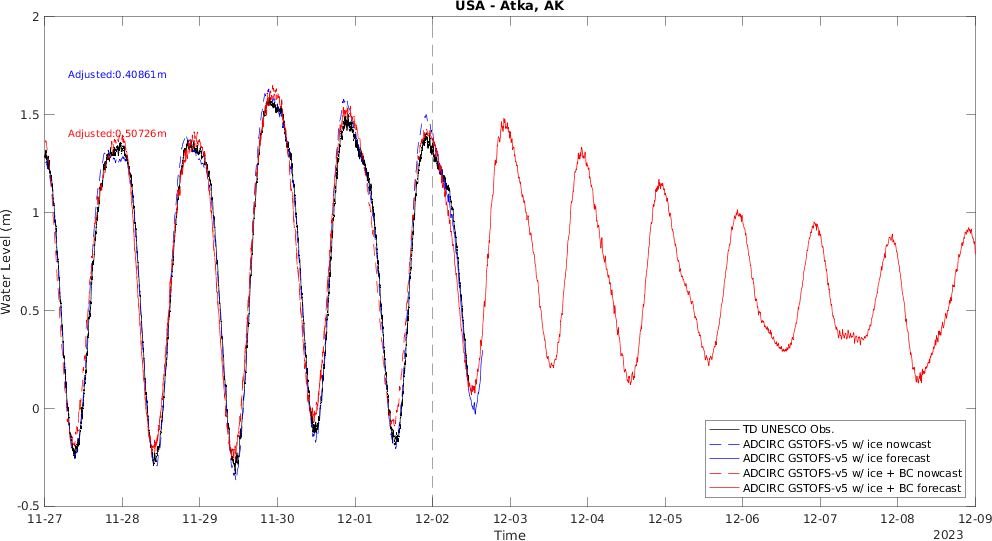 USA - Atka, AK
2
1.5
1
0.5
0
-0.5
Water Level (m)
Adjusted:0.40861m
Adjusted:0.50726m
TD UNESCO Obs.
ADCIRC GSTOFS-v5 w/ ice nowcast
ADCIRC GSTOFS-v5 w/ ice forecast
ADCIRC GSTOFS-v5 w/ ice + BC nowcast
ADCIRC GSTOFS-v5 w/ ice + BC forecast
11-27 11-28 11-29 11-30 12-01 12-02 12-03 12-04 12-05 12-06 12-07 12-08 12-09
Time
2023